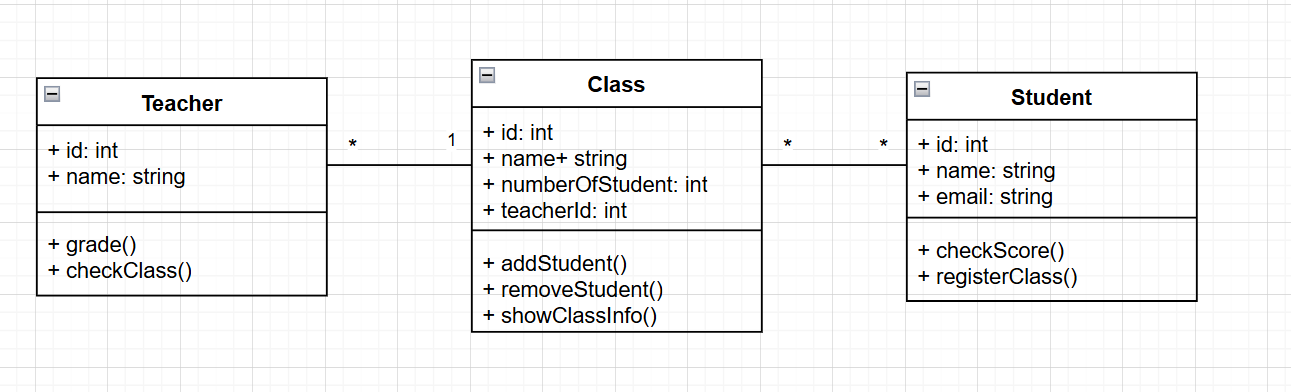 Teacher
+ id: int
+ name: string
+ grade()
+ checkClass()
*
1
Class
+ id: int
+ name+ string
+ numberOfStudent: int
+ teacherId: int
+ addStudent()
+ removeStudent()
+ showClassInfo()
*
*
Student
+ id: int
+ name: string
+ email: string
+ checkScore()
+ registerClass()